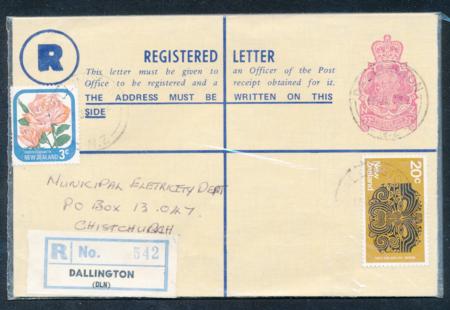 R
REGISTERED LETTER
This letter must be given to an Officer of the Post
Office to be registered and a receipt obtained for it.
THE ADDRESS MUST BE WRITTEN ON THIS
SIDE
3c
NEW ZEALAND
20c
New Zealand
MUNICIPAL ELETRICETY DEPT
PO BOX 13.047.
CHISTCHURCH
R No. 542
DALLINGTON
(DLN)